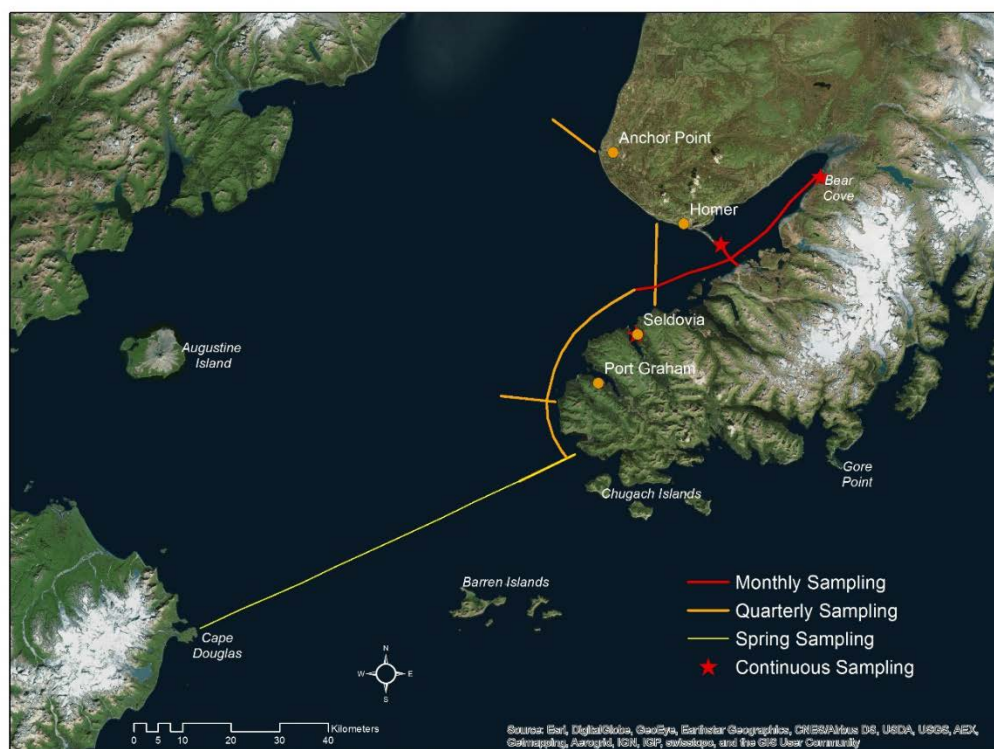 Anchor Point
Bear
Cove
Homer
Seldovia
Augustine
Island
Port Graham
Gore
Point
Chugach Islands
Barren Islands
Monthly Sampling
Quarterly Sampling
Spring Sampling
Continuous Sampling
Cape
Douglas
N
W
E
S
Kilometers
0 5 10 20 30 40
Source: Esri, DigitalGlobe, GeoEye, Earthstar Geographics, CNES/Airbus DS, USDA, USGS, AEX,
Getmapping, Aerogrid, IGN, IGP, swisstopo, and the GIS User Community